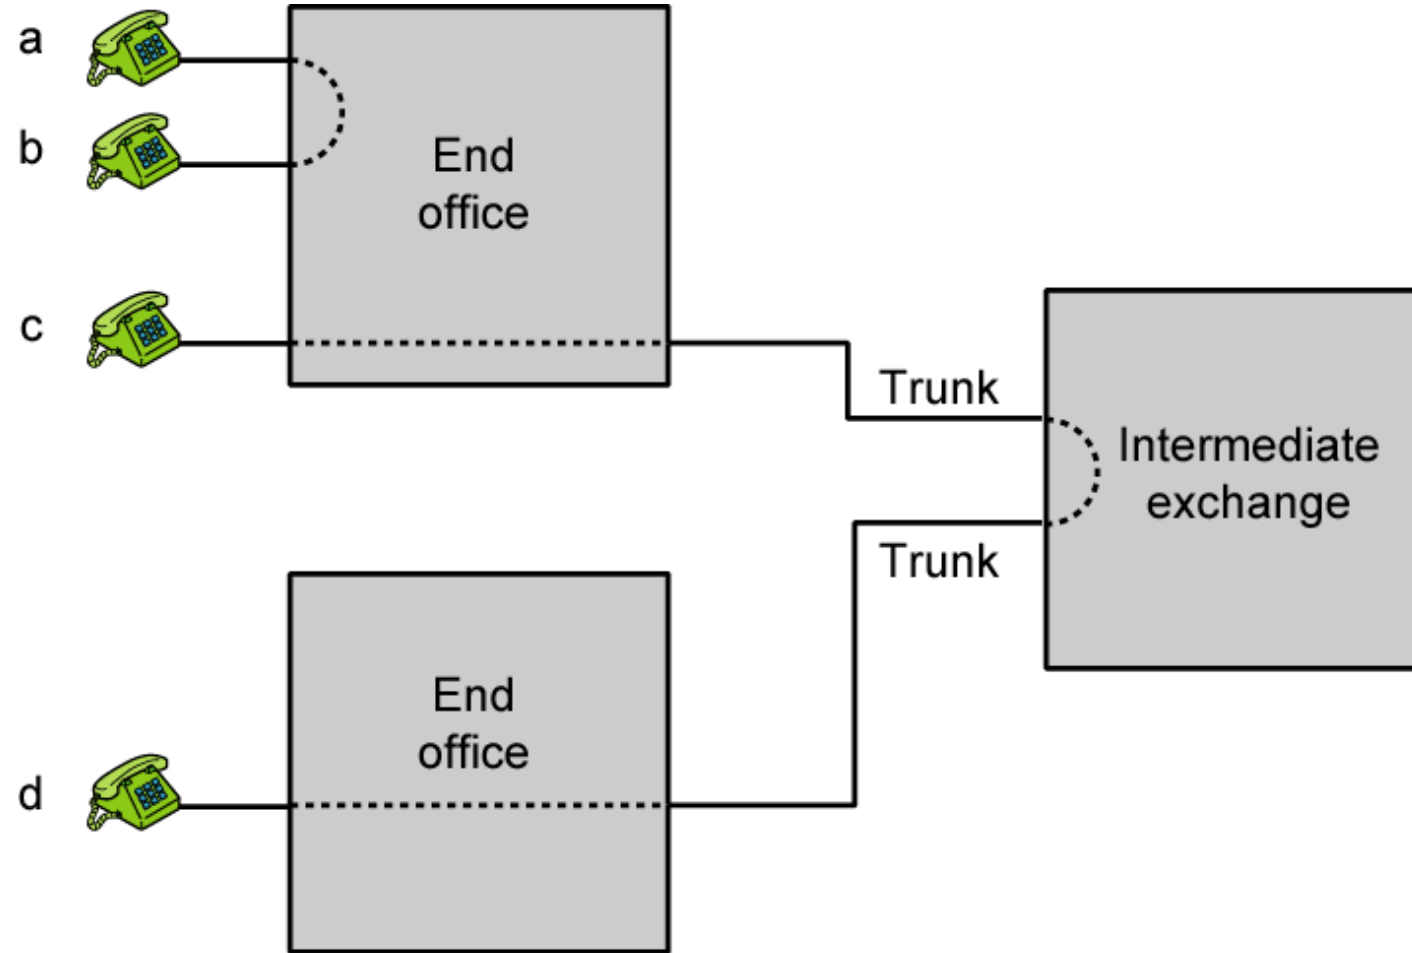 a
b
End
office
c
Trunk
Intermediate
exchange
Trunk
End
office
d